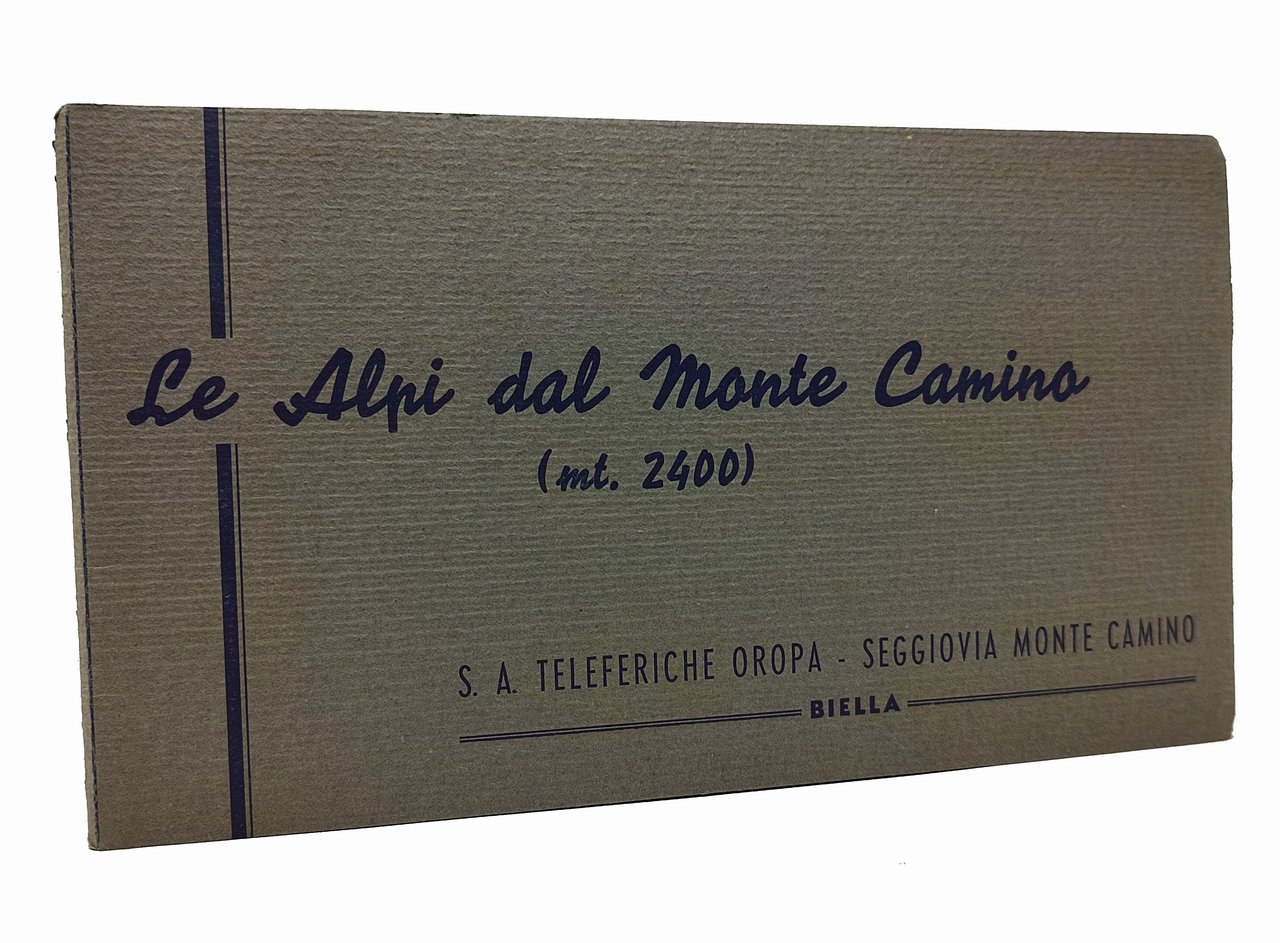 Le Alpi dal Monte Camino
(mt. 2400)
S. A. TELEFERICHE OROPA - SEGGIOVIA MONTE CAMINO
BIELLA